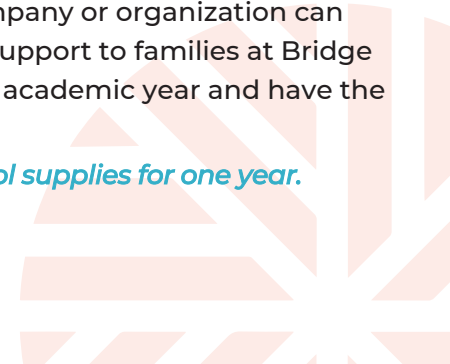 mpany or organization can
upport to families at Bridge
academic year and have the
ol supplies for one year.